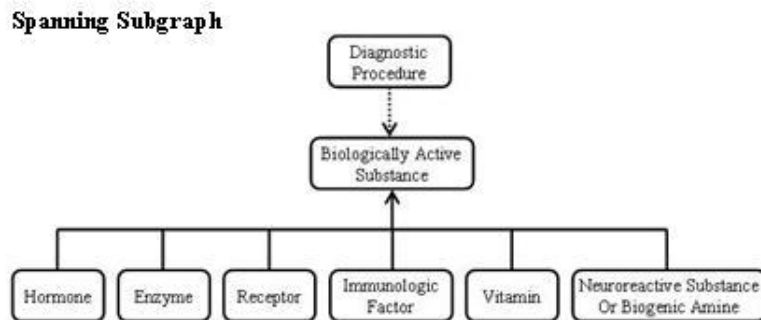 Spanning Subgraph
Diagnostic
Procedure
Biologically Active
Substance
Hormone
Enzyme
Receptor
Immunologic
Factor
Vitamin
Neuroreactive Substance
Or Biogenic Amine